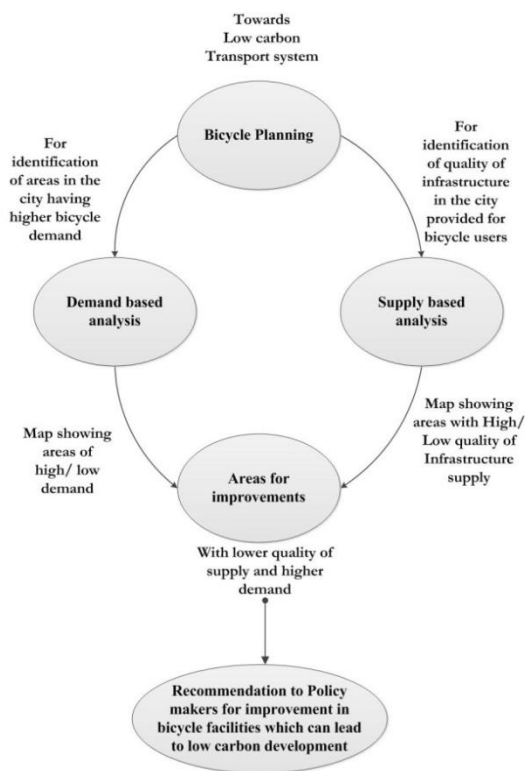 Towards
Low carbon
Transport system
Bicycle Planning
For
identification
of areas in the
city having
higher bicycle
demand
For
identification
of quality of
infrastructure
in the city
provided for
bicycle users
Demand based
analysis
Supply based
analysis
Map showing
areas of
high/ low
demand
Map showing
areas with High/
Low quality of
Infrastructure
supply
Areas for
improvements
With lower quality of
supply and higher
demand
Recommendation to Policy
makers for improvement in
bicycle facilities which can lead
to low carbon development